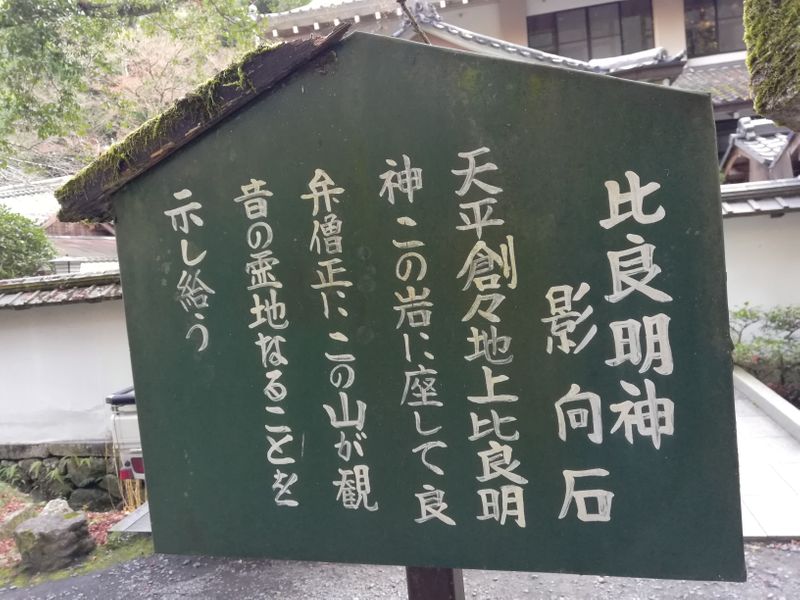 比良明神
影向石
天平創々地上比良明
神この岩に座して良
弁僧正にこの山が観
音の霊地なることを
示し給う